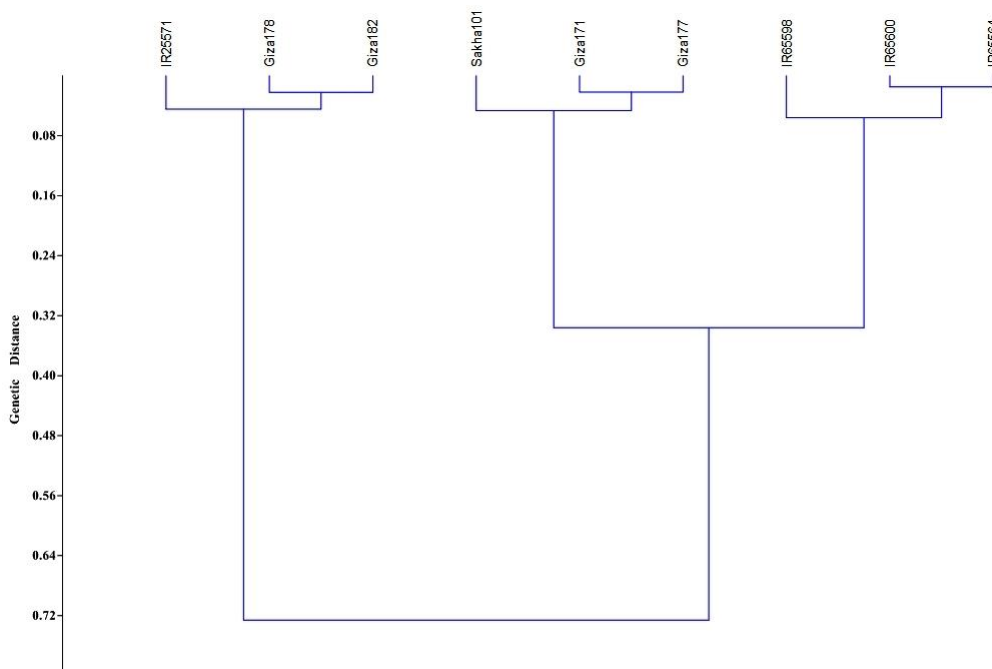 IR25571
Giza178
Giza182
Sakha101
Giza171
Giza177
IR65598
IR65600
0.08
0.16
0.24
0.32
0.40
0.48
0.56
0.64
0.72
Genetic Distance